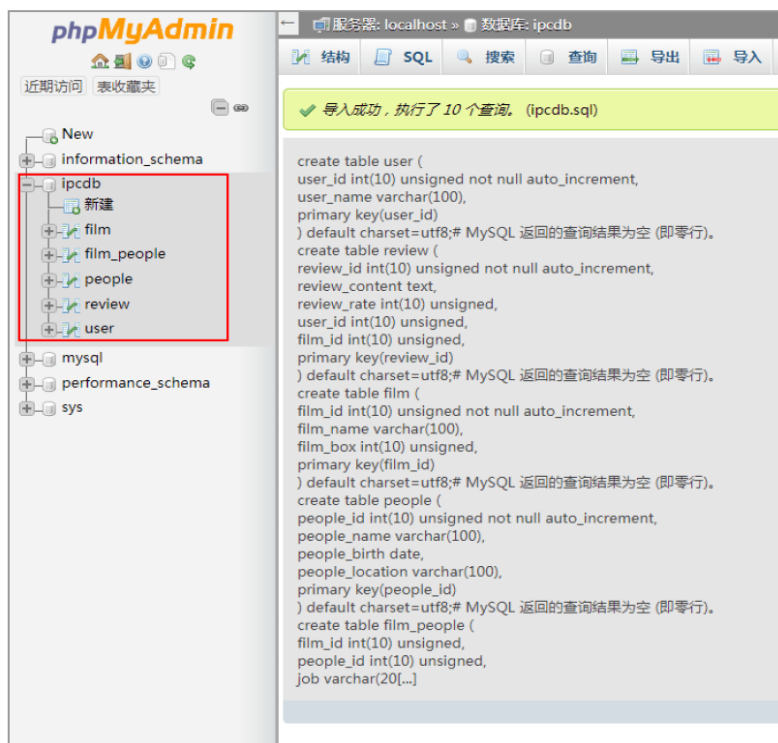 phpMyAdmin
近期访问 表收藏夹
New
information_schema
ipcdb
新建
film
film_people
people
review
user
mysql
performance_schema
sys
服务器: localhost » 数据库: ipcdb
结构 SQL 搜索 查询 导出 导入
导入成功，执行了 10 个查询。 (ipcdb.sql)
create table user (
user_id int(10) unsigned not null auto_increment,
user_name varchar(100),
primary key(user_id)
) default charset=utf8;# MySQL 返回的查询结果为空 (即零行)。
create table review (
review_id int(10) unsigned not null auto_increment,
review_content text,
review_rate int(10) unsigned,
user_id int(10) unsigned,
film_id int(10) unsigned,
primary key(review_id)
) default charset=utf8;# MySQL 返回的查询结果为空 (即零行)。
create table film (
film_id int(10) unsigned not null auto_increment,
film_name varchar(100),
film_box int(10) unsigned,
primary key(film_id)
) default charset=utf8;# MySQL 返回的查询结果为空 (即零行)。
create table people (
people_id int(10) unsigned not null auto_increment,
people_name varchar(100),
people_birth date,
people_location varchar(100),
primary key(people_id)
) default charset=utf8;# MySQL 返回的查询结果为空 (即零行)。
create table film_people (
film_id int(10) unsigned,
people_id int(10) unsigned,
job varchar(20[...]